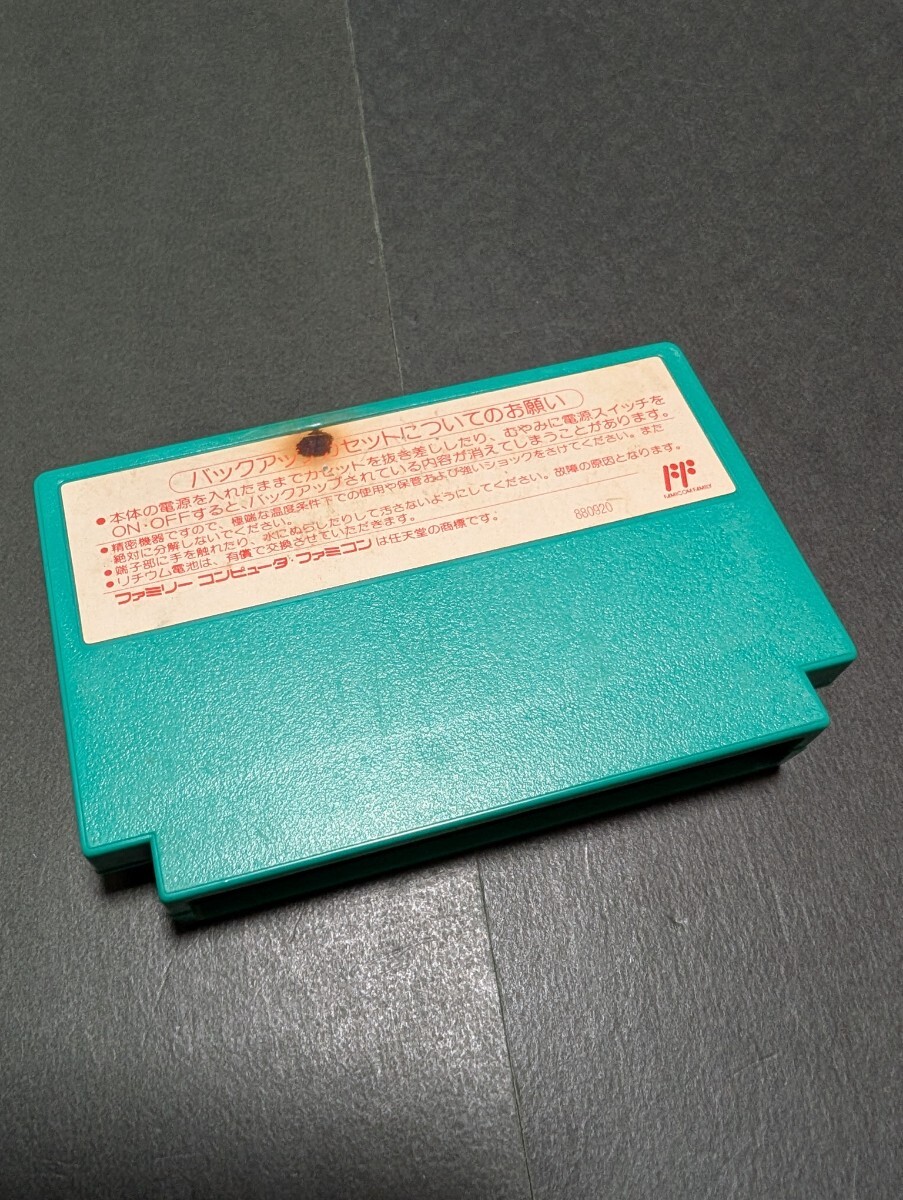 バックアッ セットについてのお願い
●本体の電源を入れたままでカセットを抜き差ししたり、むやみに電源スイッチを
ON・OFFすると、バックアップされている内容が消えてしまうことがあります。
●精密機器ですので、極端な温度条件下での使用や保管および強いショックをさけてください。また
絶対に分解しないでください。
●端子部に手を触れたり、水にぬらしたりして汚さないようにしてください。故障の原因となります。
●リチウム電池は、有償で交換させていただきます。
ファミリーコンピュータ・ファミコンは任天堂の商標です。
880920
FAMICOM FAMILY